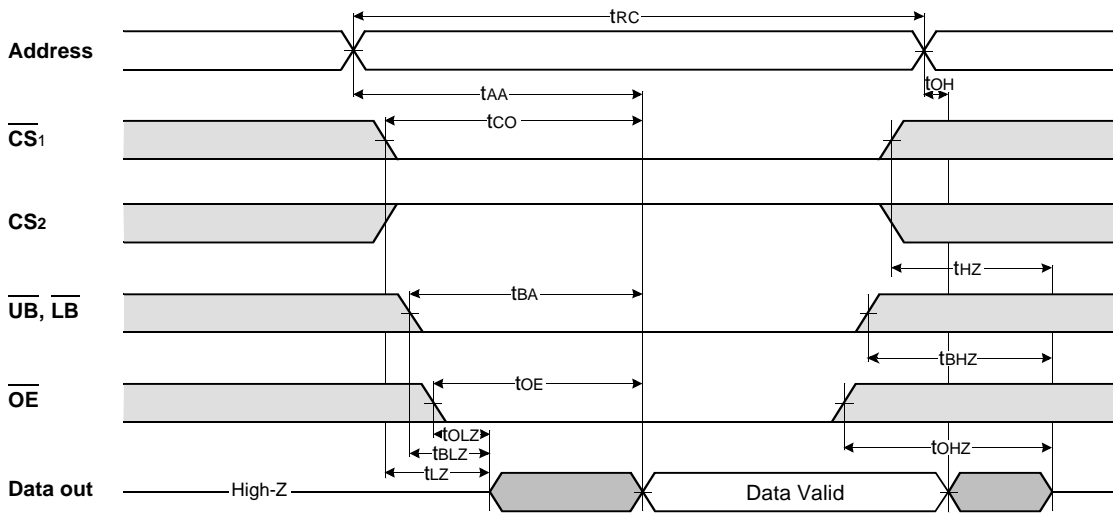 tRC
Address
tOH
tAA
tCO
CS1
CS2
tHZ
tBA
UB, LB
tBHZ
tOE
OE
tOLZ
tBLZ
tOHZ
tLZ
Data out
High-Z
Data Valid